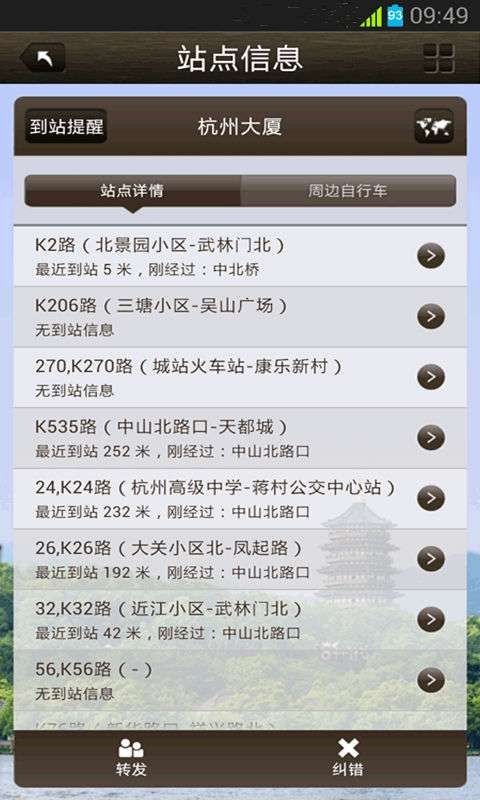 93 09:49
站点信息
到站提醒 杭州大厦
站点详情 周边自行车
K2路（北景园小区-武林门北）
最近到站 5 米，刚经过：中北桥
K206路（三塘小区-吴山广场）
无到站信息
270,K270路（城站火车站-康乐新村）
无到站信息
K535路（中山北路口-天都城）
最近到站 252 米，刚经过：中山北路口
24,K24路（杭州高级中学-蒋村公交中心站）
最近到站 232 米，刚经过：中山北路口
26,K26路（大关小区北-凤起路）
最近到站 192 米，刚经过：中山北路口
32,K32路（近江小区-武林门北）
最近到站 42 米，刚经过：中山北路口
56,K56路（-）
无到站信息
转发 纠错